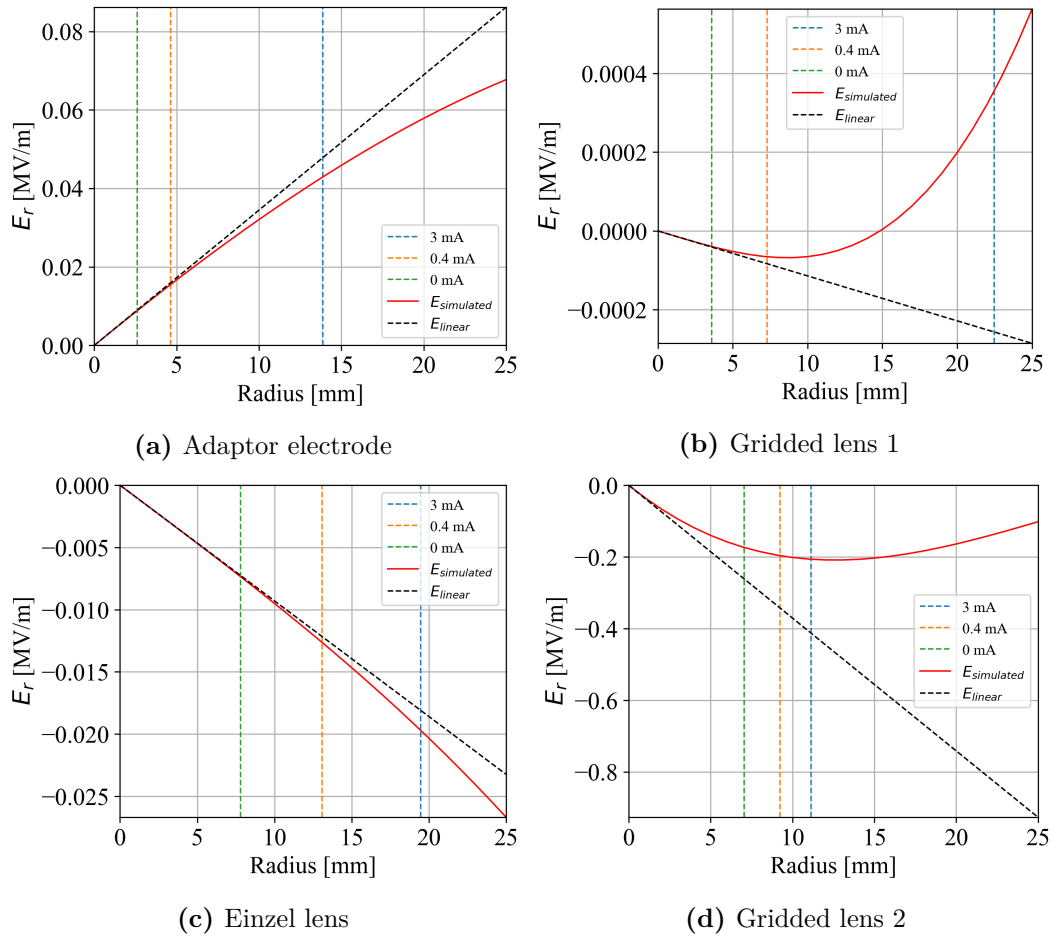 0.08
0.06
0.04
0.02
0.00
E_r [MV/m]
0 5 10 15 20 25
Radius [mm]
3 mA
0.4 mA
0 mA
E_simulated
E_linear
(a) Adaptor electrode
0.0004
0.0002
0.0000
−0.0002
E_r [MV/m]
0 5 10 15 20 25
Radius [mm]
3 mA
0.4 mA
0 mA
E_simulated
E_linear
(b) Gridded lens 1
0.000
−0.005
−0.010
−0.015
−0.020
−0.025
E_r [MV/m]
0 5 10 15 20 25
Radius [mm]
3 mA
0.4 mA
0 mA
E_simulated
E_linear
(c) Einzel lens
0.0
−0.2
−0.4
−0.6
−0.8
E_r [MV/m]
0 5 10 15 20 25
Radius [mm]
3 mA
0.4 mA
0 mA
E_simulated
E_linear
(d) Gridded lens 2